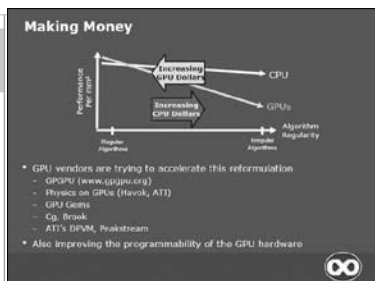 Making Money
Performance
Per mm²
Increasing
GPU Dollars
CPU
Increasing
CPU Dollars
GPUs
Algorithm
Regularity
Regular
Algorithms
Irregular
Algorithms
• GPU vendors are trying to accelerate this reformulation
– GPGPU (www.gpgpu.org)
– Physics on GPUs (Havok, ATI)
– GPU Gems
– Cg, Brook
– ATI's DPVM, Peakstream
• Also improving the programmability of the GPU hardware